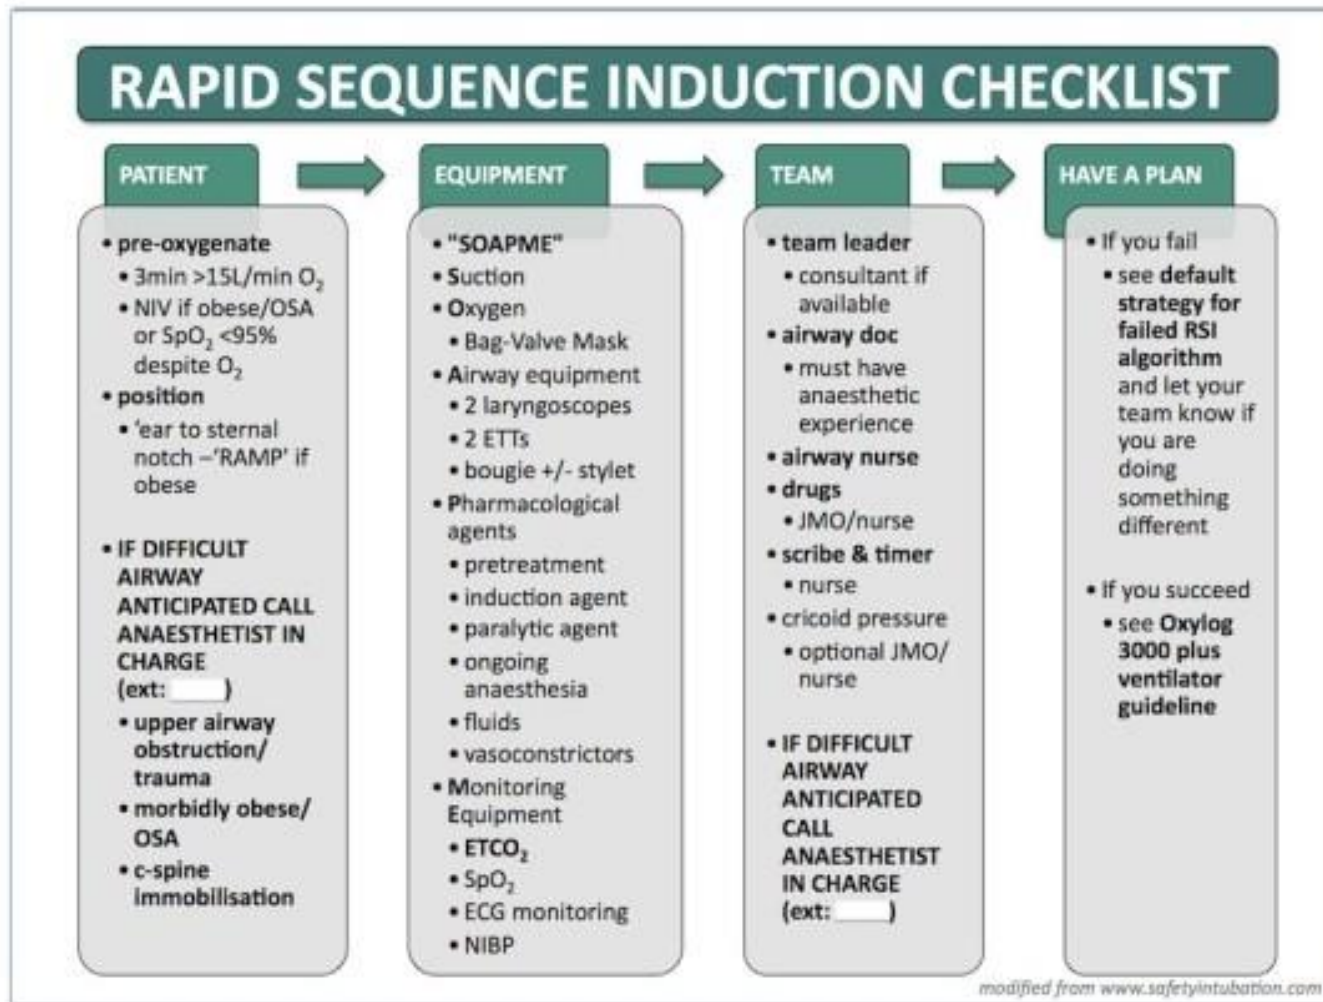 RAPID SEQUENCE INDUCTION CHECKLIST
PATIENT
• pre-oxygenate
• 3min >15L/min O₂
• NIV if obese/OSA
or SpO₂ <95%
despite O₂
• position
• 'ear to sternal
notch –'RAMP' if
obese
• IF DIFFICULT
AIRWAY
ANTICIPATED CALL
ANAESTHETIST IN
CHARGE
(ext: )
• upper airway
obstruction/
trauma
• morbidly obese/
OSA
• c-spine
immobilisation
EQUIPMENT
• "SOAPME"
• Suction
• Oxygen
• Bag-Valve Mask
• Airway equipment
• 2 laryngoscopes
• 2 ETTs
• bougie +/- stylet
• Pharmacological
agents
• pretreatment
• induction agent
• paralytic agent
• ongoing
anaesthesia
• fluids
• vasoconstrictors
• Monitoring
Equipment
• ETCO₂
• SpO₂
• ECG monitoring
• NIBP
TEAM
• team leader
• consultant if
available
• airway doc
• must have
anaesthetic
experience
• airway nurse
• drugs
• JMO/nurse
• scribe & timer
• nurse
• cricoid pressure
• optional JMO/
nurse
• IF DIFFICULT
AIRWAY
ANTICIPATED
CALL
ANAESTHETIST
IN CHARGE
(ext: )
HAVE A PLAN
• If you fail
• see default
strategy for
failed RSI
algorithm
and let your
team know if
you are
doing
something
different
• If you succeed
• see Oxylog
3000 plus
ventilator
guideline
modified from www.safetyintubation.com